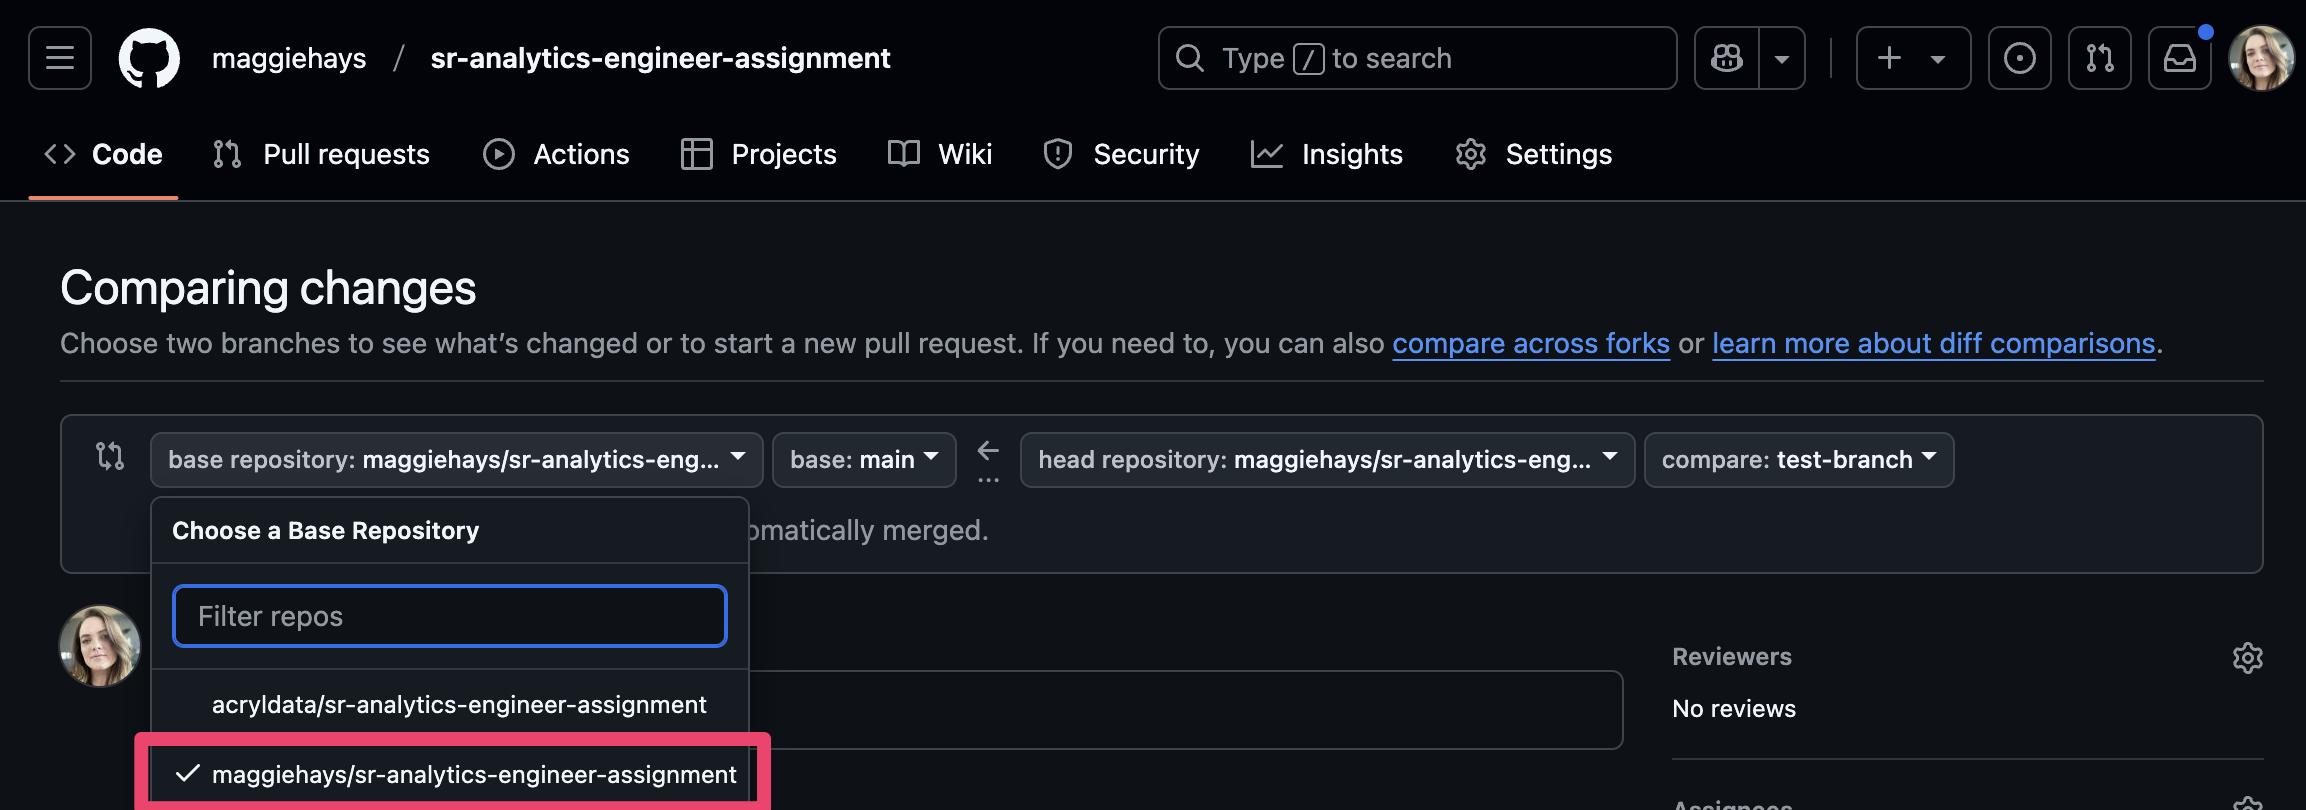 maggiehays / sr-analytics-engineer-assignment
Type / to search
Code
Pull requests
Actions
Projects
Wiki
Security
Insights
Settings
Comparing changes
Choose two branches to see what’s changed or to start a new pull request. If you need to, you can also compare across forks or learn more about diff comparisons.
base repository: maggiehays/sr-analytics-eng...
base: main
head repository: maggiehays/sr-analytics-eng...
compare: test-branch
Choose a Base Repository
omatically merged.
Filter repos
acryldata/sr-analytics-engineer-assignment
maggiehays/sr-analytics-engineer-assignment
Reviewers
No reviews
Assignees